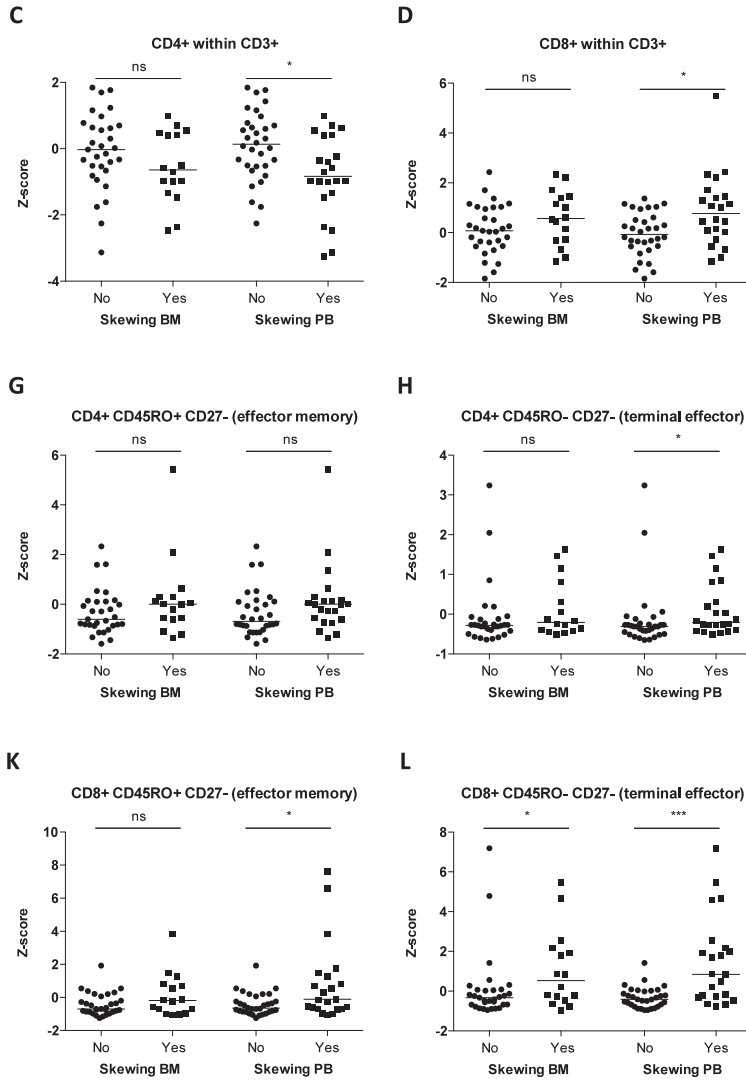 C
CD4+ within CD3+
ns
*
2
0
-2
-4
Z-score
No
Yes
No
Yes
Skewing BM
Skewing PB
D
CD8+ within CD3+
ns
*
6
4
2
0
-2
Z-score
No
Yes
No
Yes
Skewing BM
Skewing PB
G
CD4+ CD45RO+ CD27- (effector memory)
ns
ns
6
4
2
0
-2
Z-score
No
Yes
No
Yes
Skewing BM
Skewing PB
H
CD4+ CD45RO- CD27- (terminal effector)
ns
*
4
3
2
1
0
-1
Z-score
No
Yes
No
Yes
Skewing BM
Skewing PB
K
CD8+ CD45RO+ CD27- (effector memory)
ns
*
10
8
6
4
2
0
-2
Z-score
No
Yes
No
Yes
Skewing BM
Skewing PB
L
CD8+ CD45RO- CD27- (terminal effector)
*
***
8
6
4
2
0
-2
Z-score
No
Yes
No
Yes
Skewing BM
Skewing PB